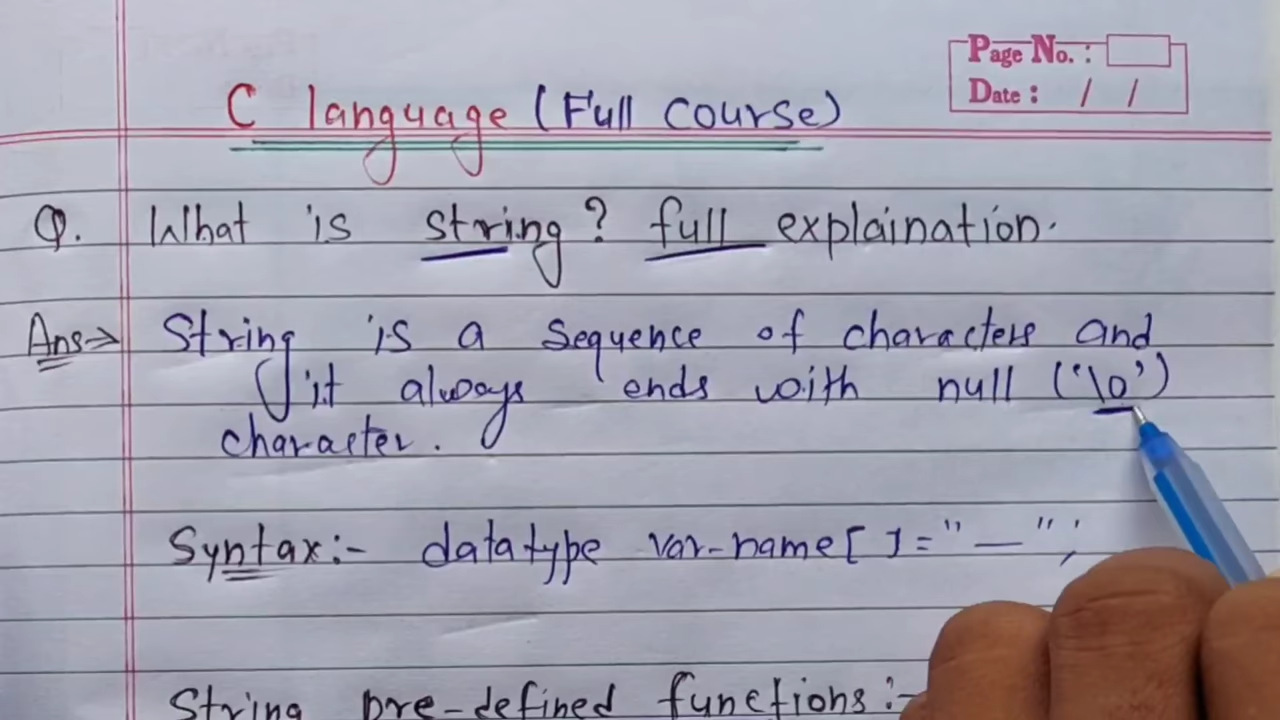 Page No. :
Date : / /
C language (Full course)
Q. What is string? full explaination.
Ans→ String is a sequence of characters and
it always ends with null ('\0')
character.
Syntax:- datatype var-name[ ]="—";
String pre-defined functions:-